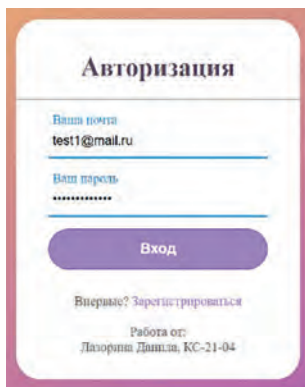 Авторизация
Ваша почта
test1@mail.ru
Ваш пароль
•••••••••••••
Вход
Впервые? Зарегистрироваться
Работа от:
Лазорина Данила, КС-21-04